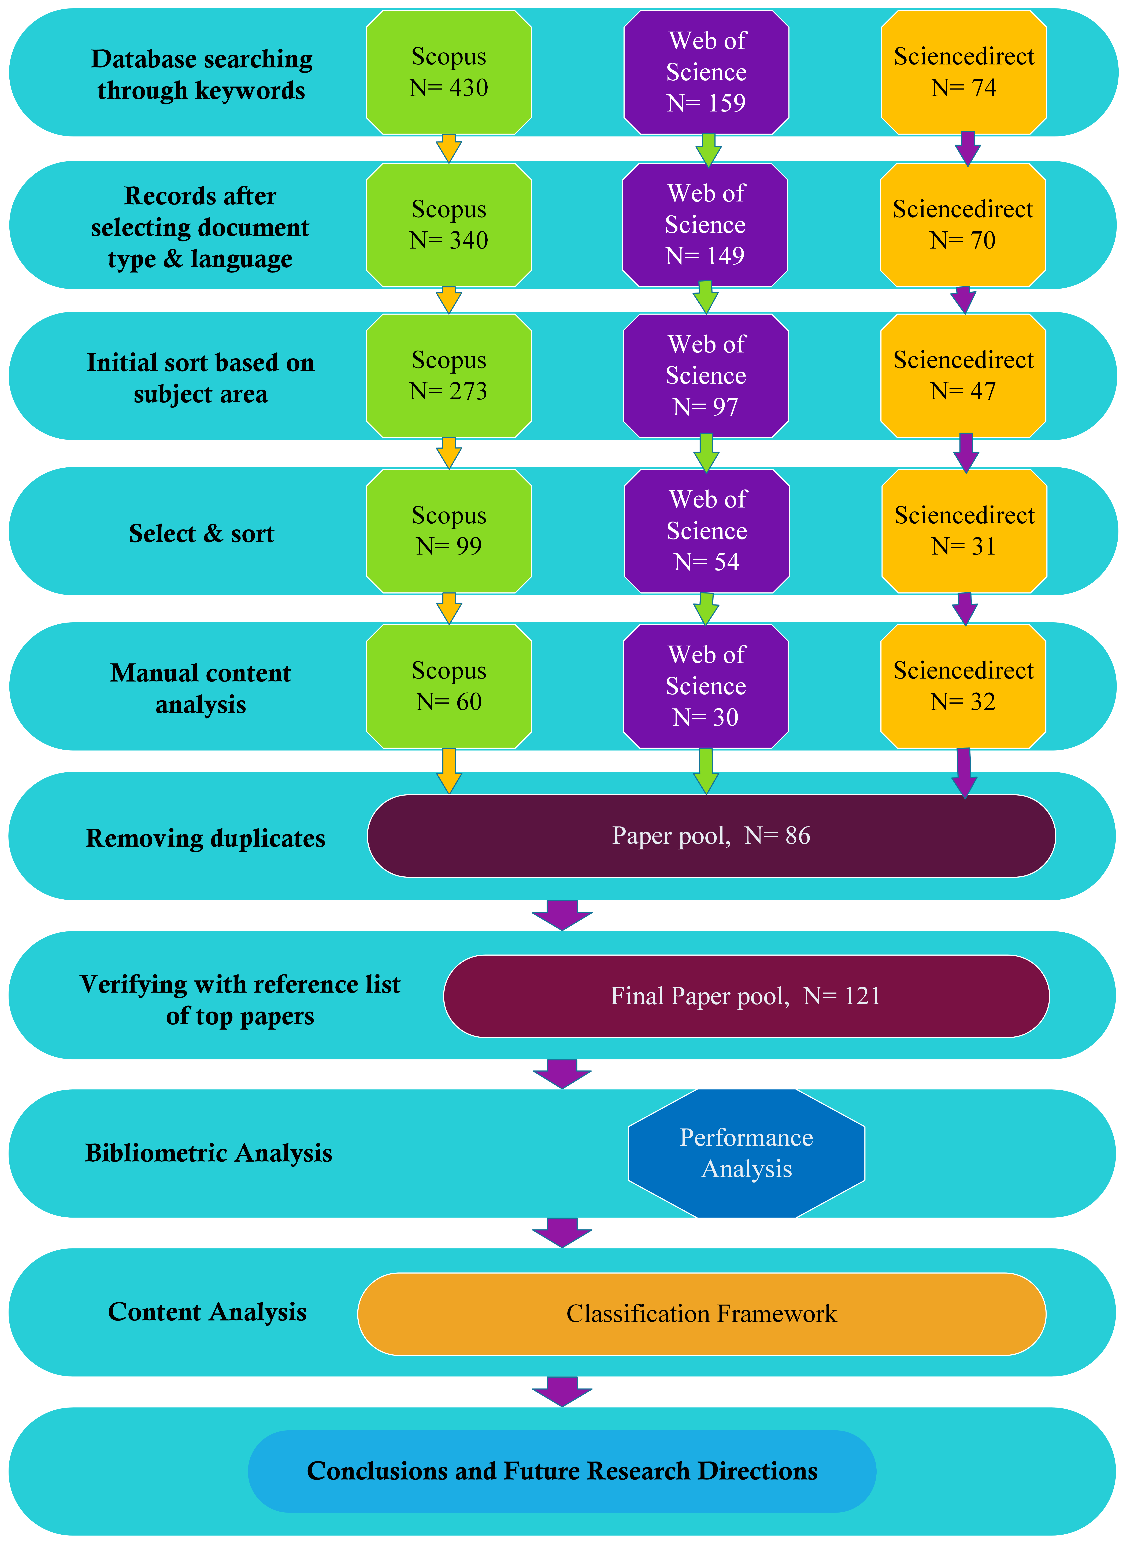 Database searching
through keywords
Scopus
N= 430
Web of
Science
N= 159
Sciencedirect
N= 74
Records after
selecting document
type & language
Scopus
N= 340
Web of
Science
N= 149
Sciencedirect
N= 70
Initial sort based on
subject area
Scopus
N= 273
Web of
Science
N= 97
Sciencedirect
N= 47
Select & sort
Scopus
N= 99
Web of
Science
N= 54
Sciencedirect
N= 31
Manual content
analysis
Scopus
N= 60
Web of
Science
N= 30
Sciencedirect
N= 32
Removing duplicates
Paper pool,  N= 86
Verifying with reference list
of top papers
Final Paper pool,  N= 121
Bibliometric Analysis
Performance
Analysis
Content Analysis
Classification Framework
Conclusions and Future Research Directions